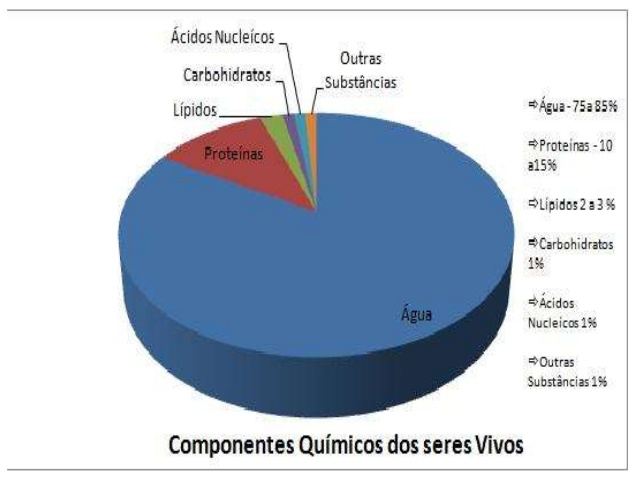 Ácidos Nucleícos
Carbohidratos
Lípidos
Proteínas
Outras
Substâncias
Água
⇨Água - 75a 85%
⇨Proteinas - 10
a15%
⇨Lípidos 2 a 3 %
⇨Carbohidratos
1%
⇨Ácidos
Nucleicos 1%
⇨Outras
Substâncias 1%
Componentes Químicos dos seres Vivos